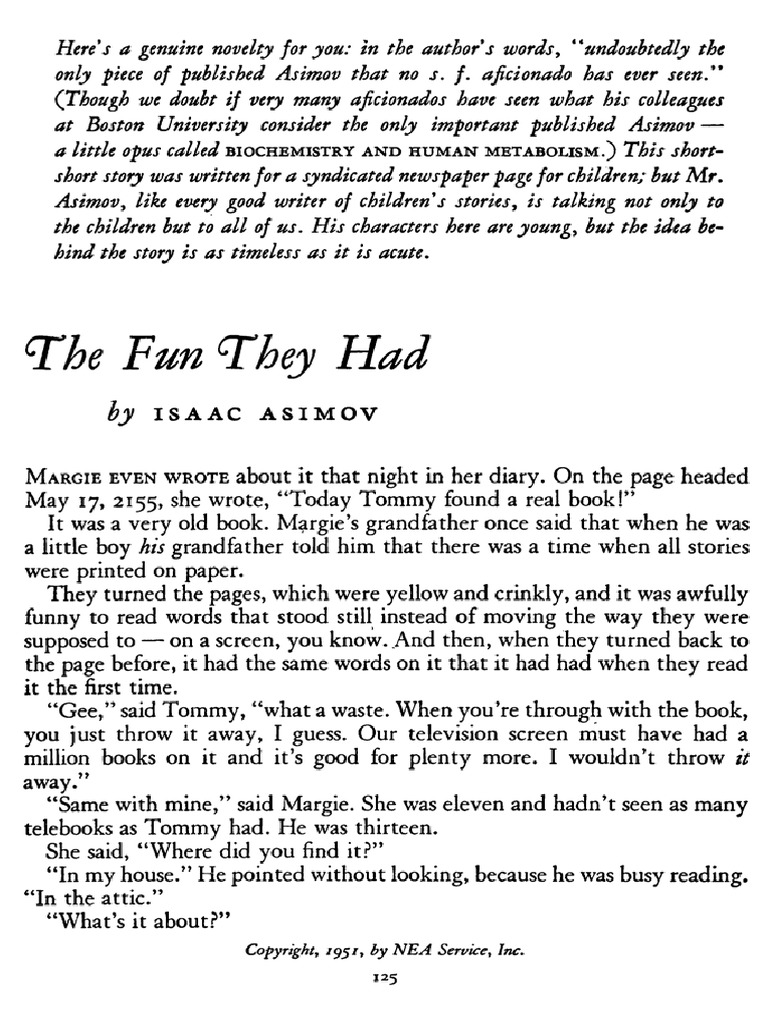 Here's a genuine novelty for you: in the author's words, "undoubtedly the
only piece of published Asimov that no s. f. aficionado has ever seen."
(Though we doubt if very many aficionados have seen what his colleagues
at Boston University consider the only important published Asimov —
a little opus called BIOCHEMISTRY AND HUMAN METABOLISM.) This short-
short story was written for a syndicated newspaper page for children; but Mr.
Asimov, like every good writer of children's stories, is talking not only to
the children but to all of us. His characters here are young, but the idea be-
hind the story is as timeless as it is acute.
The Fun They Had
by ISAAC ASIMOV
MARGIE EVEN WROTE about it that night in her diary. On the page headed
May 17, 2155, she wrote, "Today Tommy found a real book!"
It was a very old book. Margie's grandfather once said that when he was
a little boy his grandfather told him that there was a time when all stories
were printed on paper.
They turned the pages, which were yellow and crinkly, and it was awfully
funny to read words that stood still instead of moving the way they were
supposed to — on a screen, you know. And then, when they turned back to
the page before, it had the same words on it that it had had when they read
it the first time.
"Gee," said Tommy, "what a waste. When you're through with the book,
you just throw it away, I guess. Our television screen must have had a
million books on it and it's good for plenty more. I wouldn't throw it
away."
"Same with mine," said Margie. She was eleven and hadn't seen as many
telebooks as Tommy had. He was thirteen.
She said, "Where did you find it?"
"In my house." He pointed without looking, because he was busy reading.
"In the attic."
"What's it about?"
Copyright, 1951, by NEA Service, Inc.
125